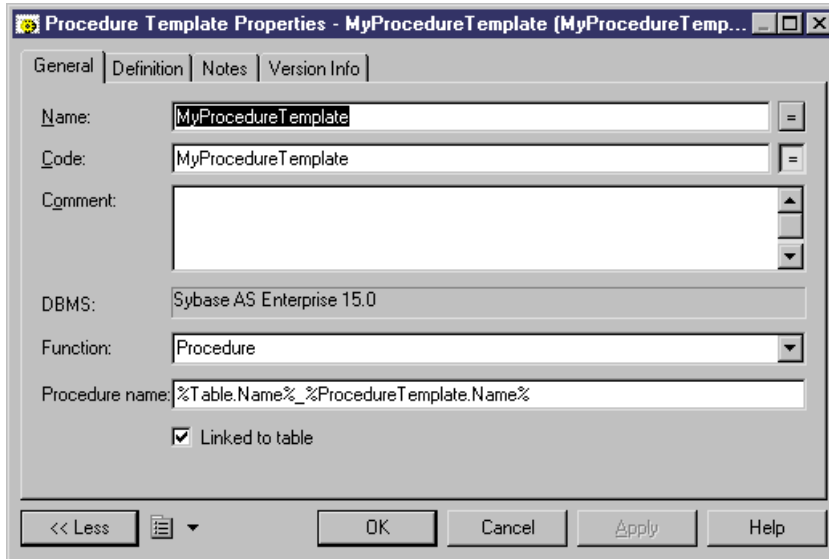 Procedure Template Properties - MyProcedureTemplate (MyProcedureTemp...
General Definition Notes Version Info
Name: MyProcedureTemplate =
Code: MyProcedureTemplate =
Comment:
DBMS: Sybase AS Enterprise 15.0
Function: Procedure
Procedure name: %Table.Name%_%ProcedureTemplate.Name%
Linked to table
<< Less OK Cancel Apply Help